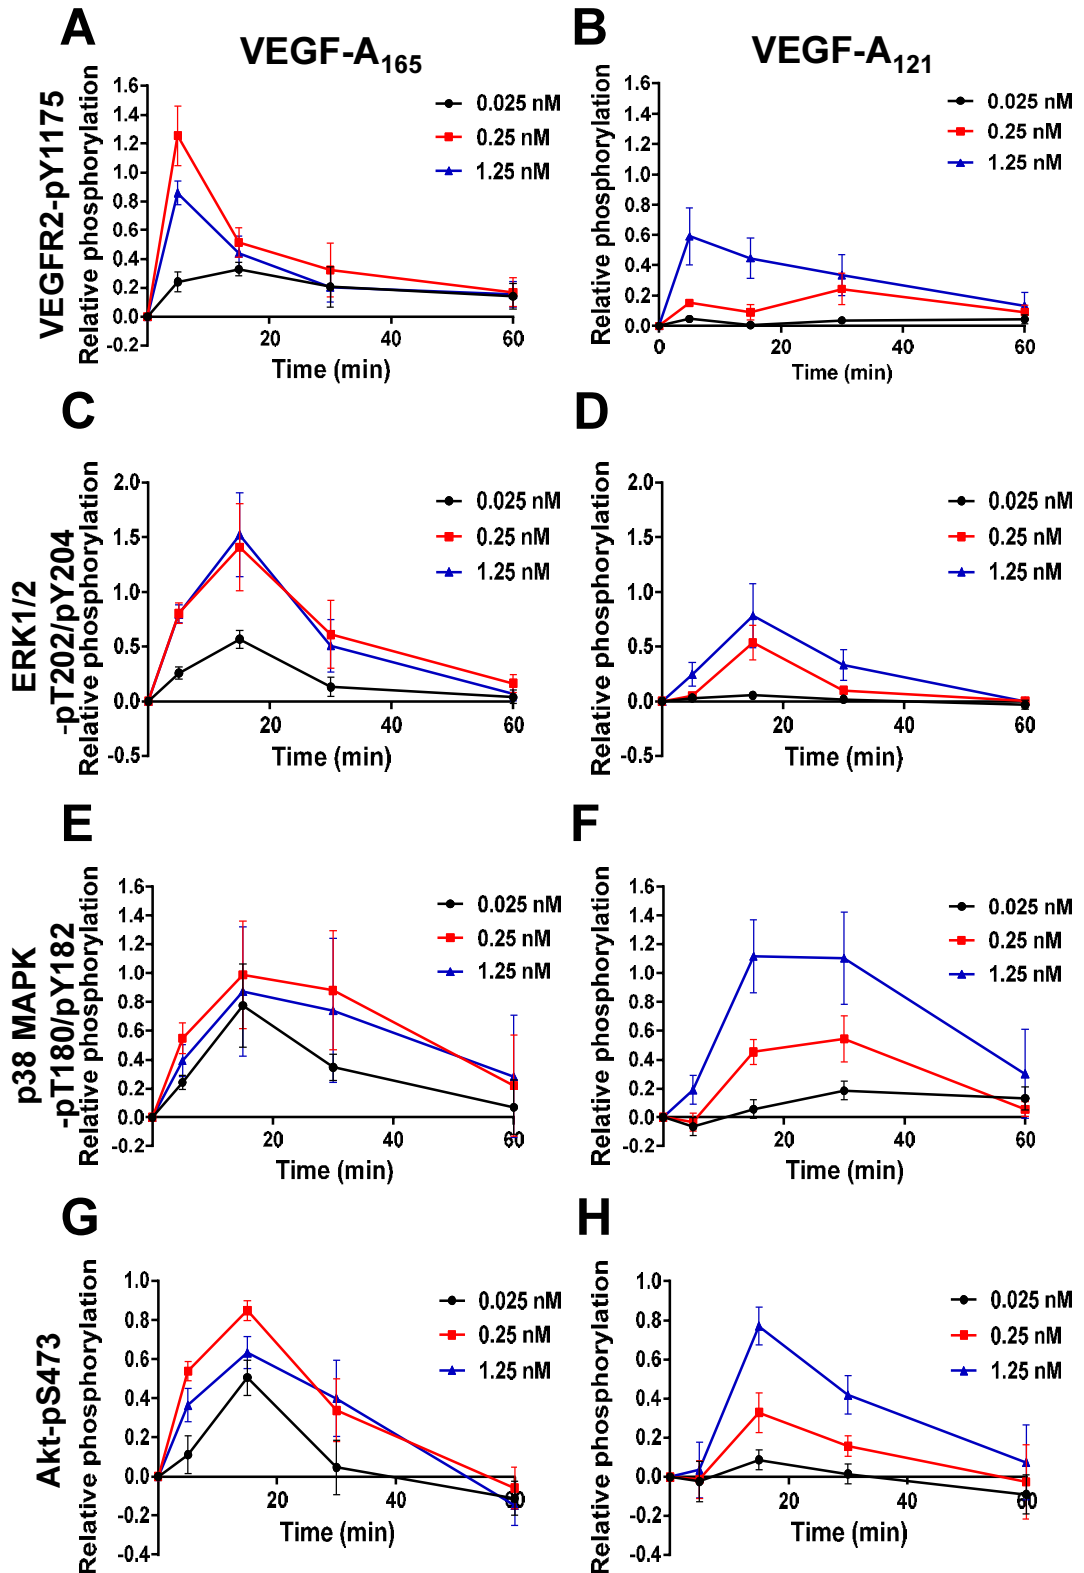 A
VEGF-A165
B
VEGF-A121
VEGFR2-pY1175
Relative phosphorylation
1.6
1.4
1.2
1.0
0.8
0.6
0.4
0.2
0.0
-0.2
20
40
60
Time (min)
0.025 nM
0.25 nM
1.25 nM
Relative phosphorylation
1.6
1.4
1.2
1.0
0.8
0.6
0.4
0.2
0.0
0
20
40
60
Time (min)
0.025 nM
0.25 nM
1.25 nM
C
D
ERK1/2
-pT202/pY204
Relative phosphorylation
2.0
1.5
1.0
0.5
0.0
-0.5
20
40
60
Time (min)
0.025 nM
0.25 nM
1.25 nM
Relative phosphorylation
2.0
1.5
1.0
0.5
0.0
-0.5
20
40
60
Time (min)
0.025 nM
0.25 nM
1.25 nM
E
F
p38 MAPK
-pT180/pY182
Relative phosphorylation
1.6
1.4
1.2
1.0
0.8
0.6
0.4
0.2
0.0
-0.2
20
40
60
Time (min)
0.025 nM
0.25 nM
1.25 nM
Relative phosphorylation
1.6
1.4
1.2
1.0
0.8
0.6
0.4
0.2
0.0
-0.2
20
40
60
Time (min)
0.025 nM
0.25 nM
1.25 nM
G
H
Akt-pS473
Relative phosphorylation
1.0
0.8
0.6
0.4
0.2
0.0
-0.2
-0.4
20
40
60
Time (min)
0.025 nM
0.25 nM
1.25 nM
Relative phosphorylation
1.0
0.8
0.6
0.4
0.2
0.0
-0.2
-0.4
20
40
60
Time (min)
0.025 nM
0.25 nM
1.25 nM